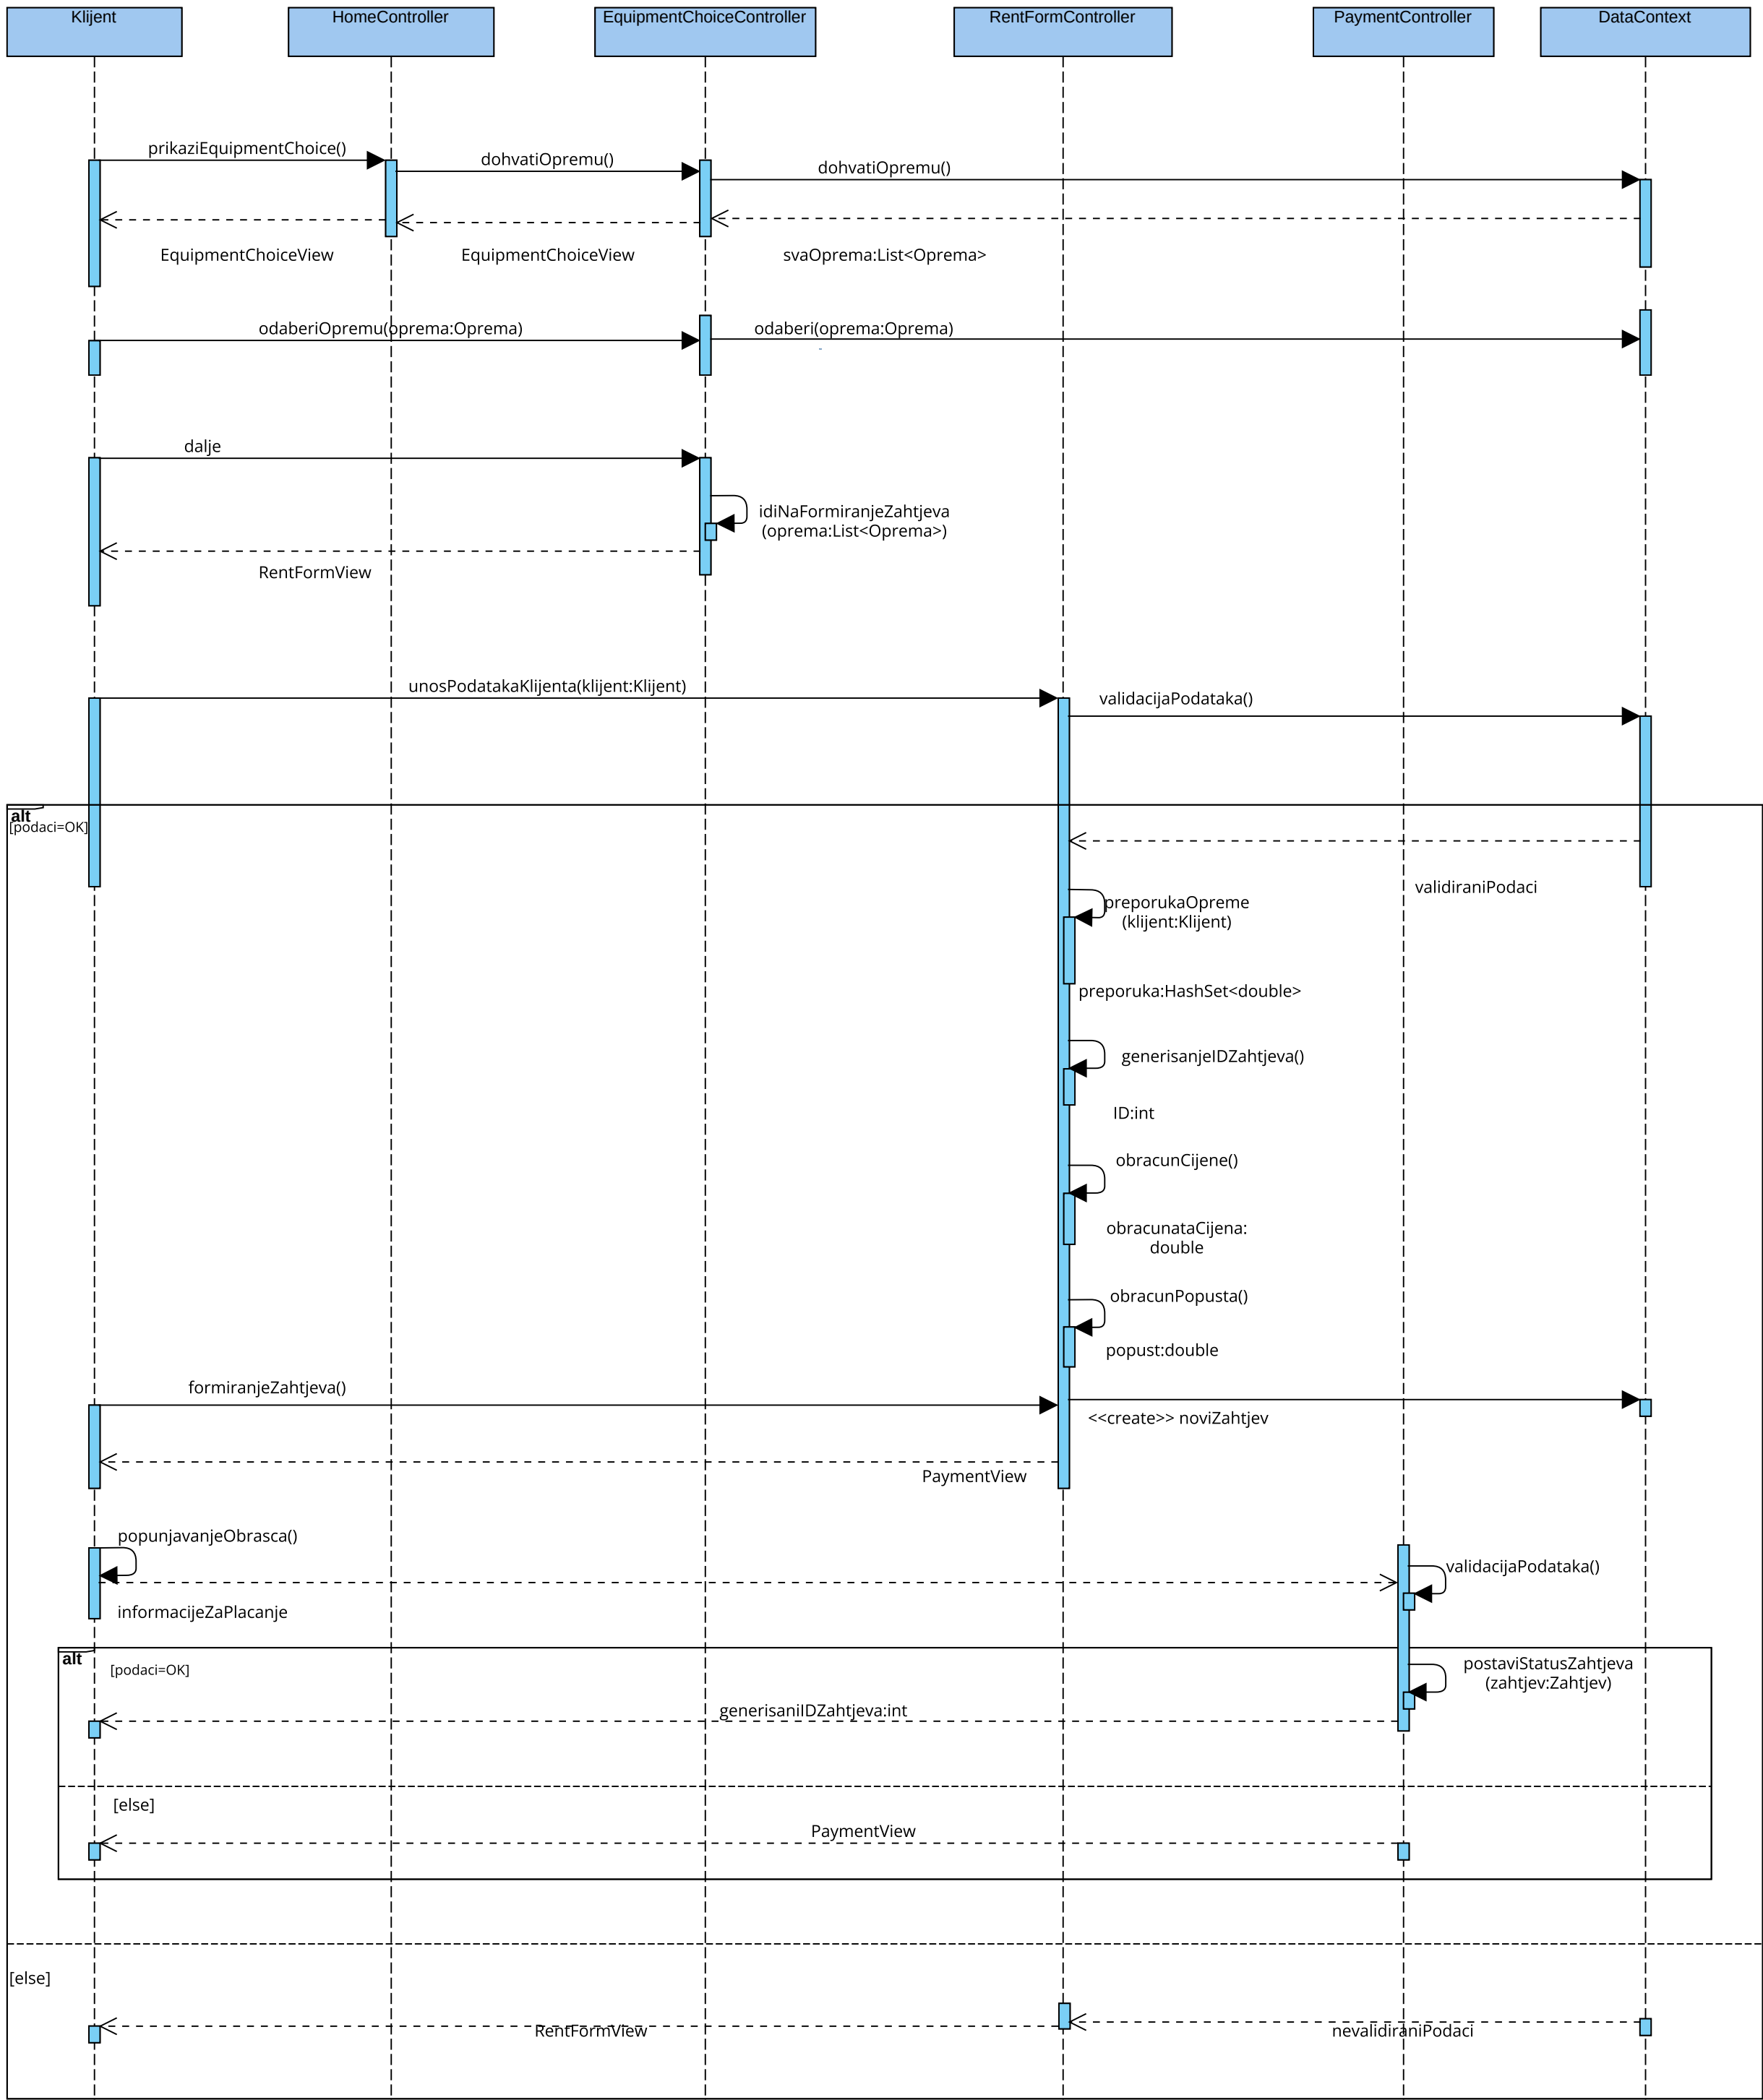 Klijent
HomeController
EquipmentChoiceController
RentFormController
PaymentController
DataContext
prikaziEquipmentChoice()
dohvatiOpremu()
dohvatiOpremu()
EquipmentChoiceView
EquipmentChoiceView
svaOprema:List<Oprema>
odaberiOpremu(oprema:Oprema)
odaberi(oprema:Oprema)
dalje
idiNaFormiranjeZahtjeva
(oprema:List<Oprema>)
RentFormView
unosPodatakaKlijenta(klijent:Klijent)
validacijaPodataka()
alt
[podaci=OK]
validiraniPodaci
preporukaOpreme
(klijent:Klijent)
preporuka:HashSet<double>
generisanjeIDZahtjeva()
ID:int
obracunCijene()
obracunataCijena:
double
obracunPopusta()
popust:double
formiranjeZahtjeva()
<<create>> noviZahtjev
PaymentView
popunjavanjeObrasca()
validacijaPodataka()
informacijeZaPlacanje
alt
[podaci=OK]
postaviStatusZahtjeva
(zahtjev:Zahtjev)
generisaniIDZahtjeva:int
[else]
PaymentView
[else]
RentFormView
nevalidiraniPodaci